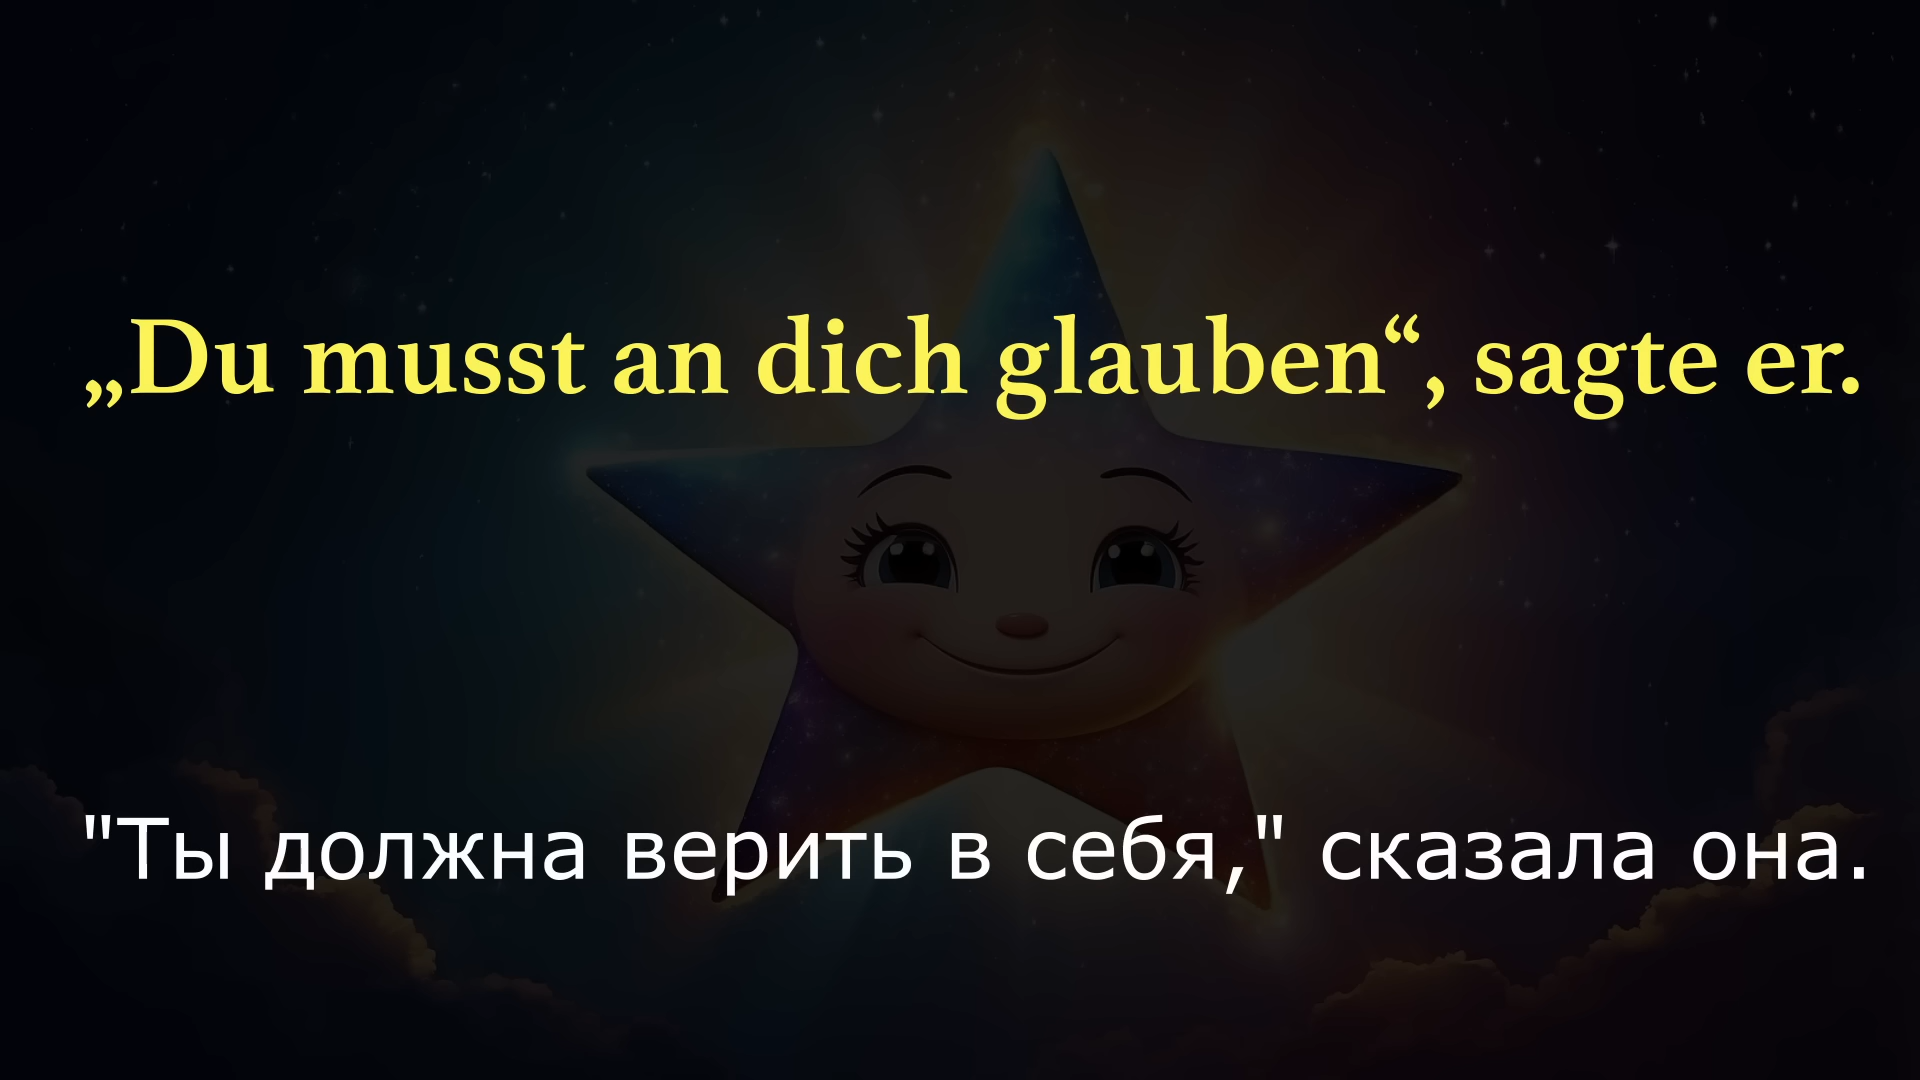 „Du musst an dich glauben“, sagte er.
"Ты должна верить в себя," сказала она.